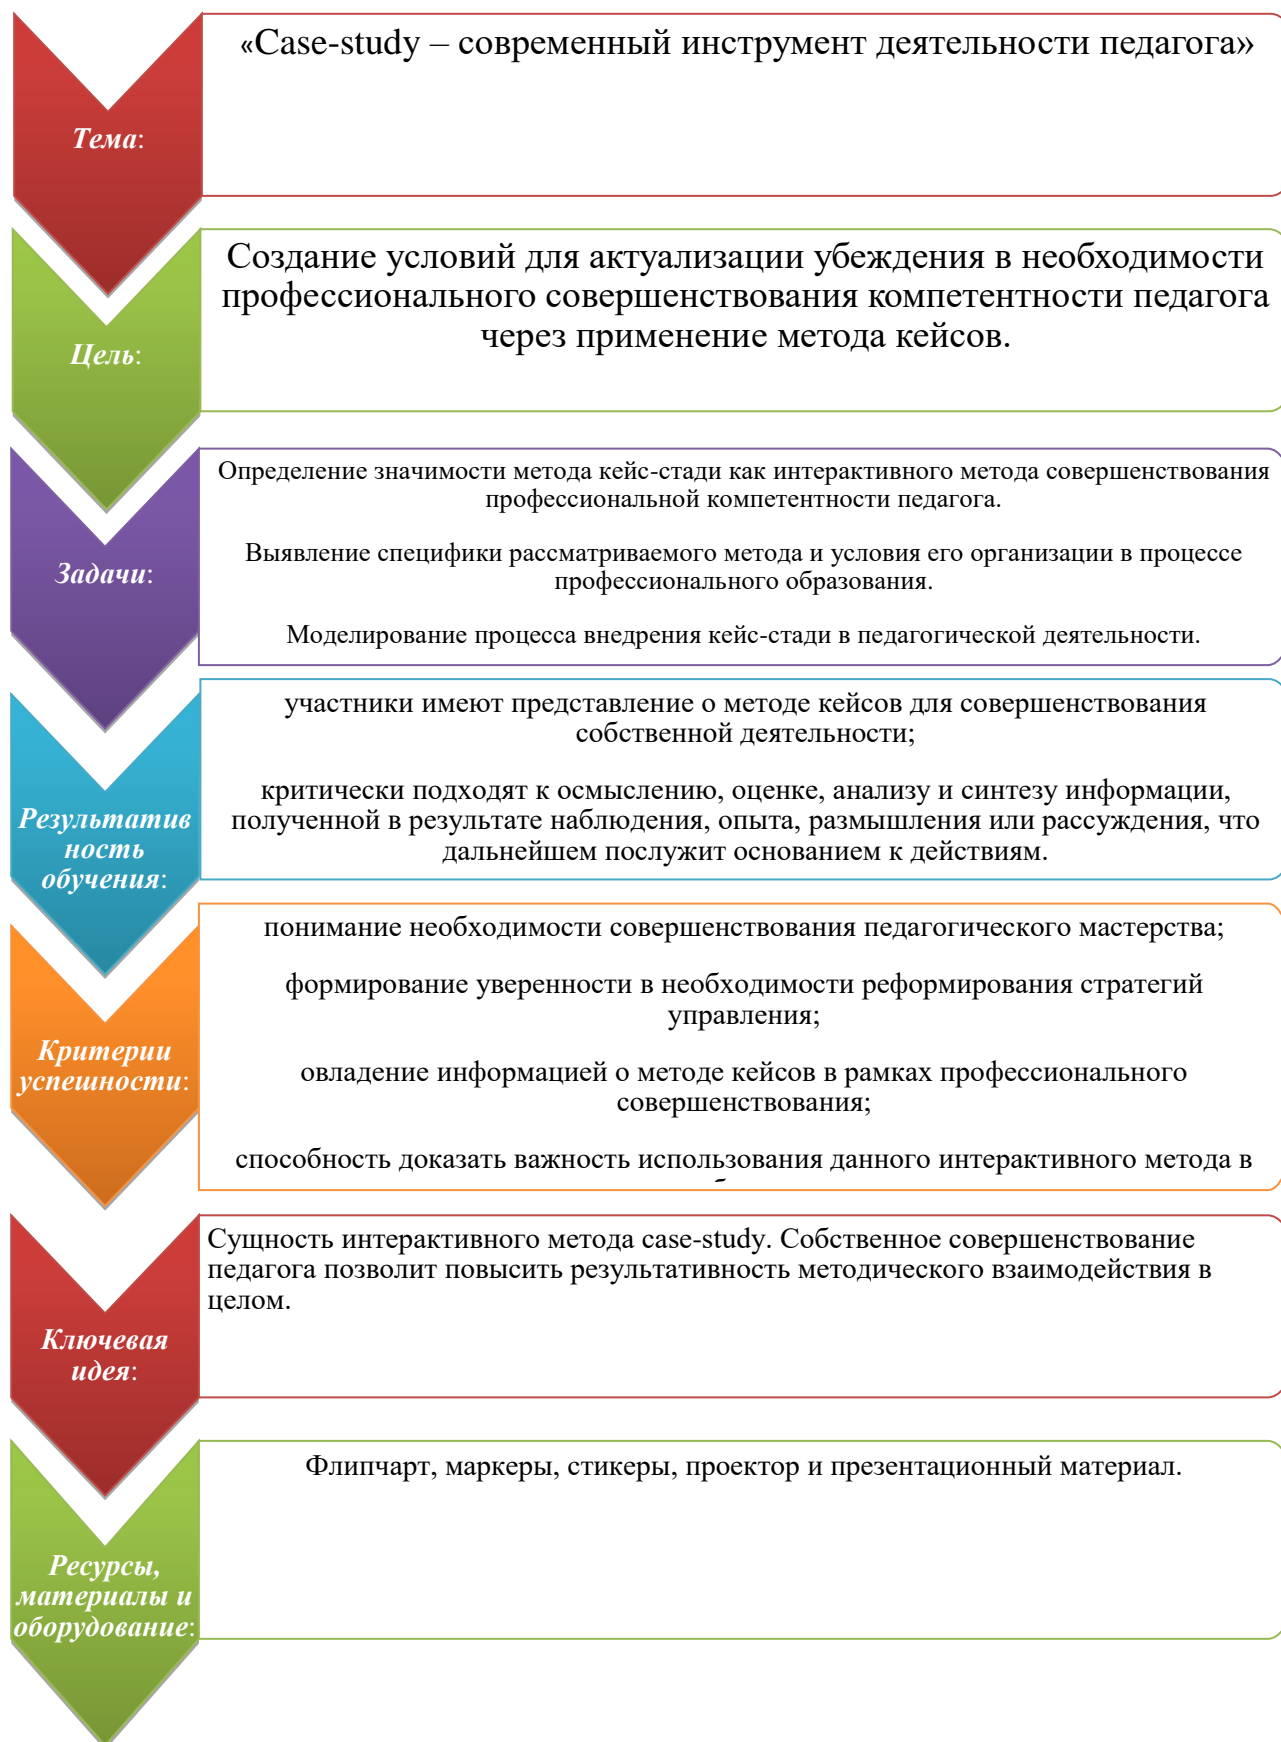 Тема:
«Case-study – современный инструмент деятельности педагога»
Цель:
Создание условий для актуализации убеждения в необходимости
профессионального совершенствования компетентности педагога
через применение метода кейсов.
Задачи:
Определение значимости метода кейс-стади как интерактивного метода совершенствования
профессиональной компетентности педагога.
Выявление специфики рассматриваемого метода и условия его организации в процессе
профессионального образования.
Моделирование процесса внедрения кейс-стади в педагогической деятельности.
Результатив
ность
обучения:
участники имеют представление о методе кейсов для совершенствования
собственной деятельности;
критически подходят к осмыслению, оценке, анализу и синтезу информации,
полученной в результате наблюдения, опыта, размышления или рассуждения, что
дальнейшем послужит основанием к действиям.
Критерии
успешности:
понимание необходимости совершенствования педагогического мастерства;
формирование уверенности в необходимости реформирования стратегий
управления;
овладение информацией о методе кейсов в рамках профессионального
совершенствования;
способность доказать важность использования данного интерактивного метода в
Ключевая
идея:
Сущность интерактивного метода case-study. Собственное совершенствование
педагога позволит повысить результативность методического взаимодействия в
целом.
Ресурсы,
материалы и
оборудование:
Флипчарт, маркеры, стикеры, проектор и презентационный материал.